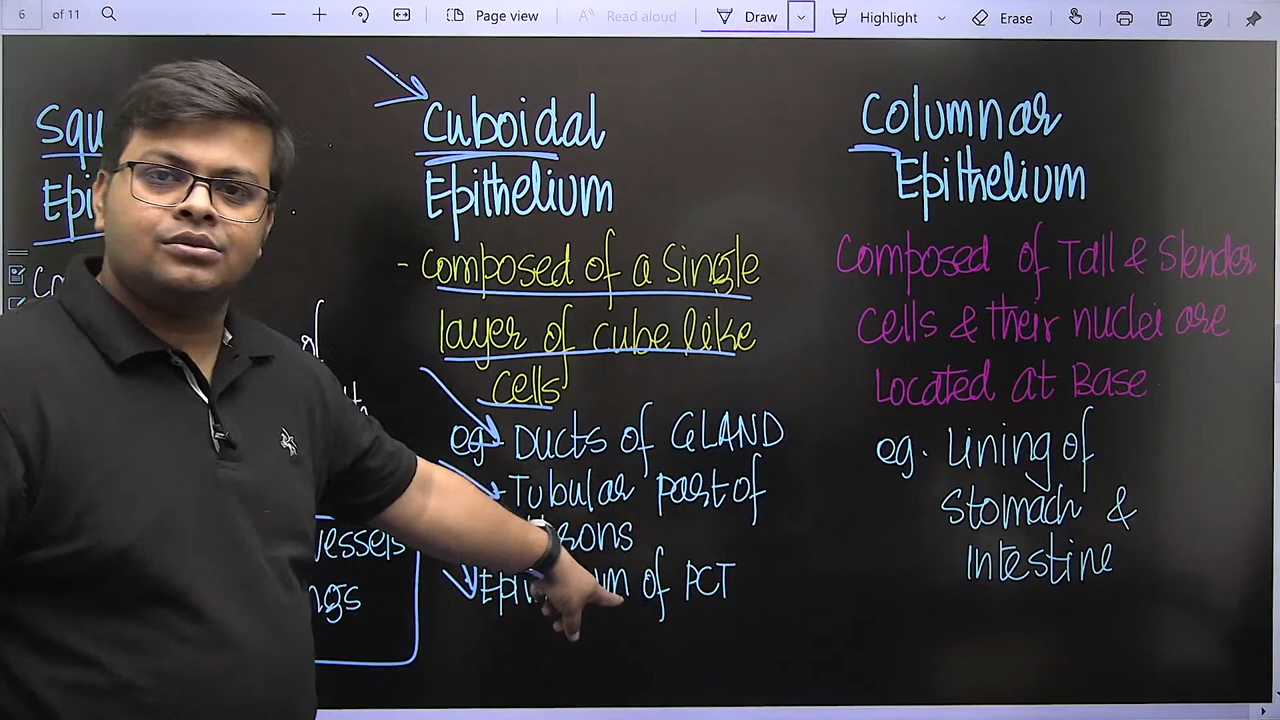 6 of 11
Page view
Read aloud
Draw
Highlight
Erase
Squ
Epi
of
vessels
Cuboidal
Epithelium
- Composed of a Single
layer of cube like
cells
eg- Ducts of GLAND
Tubular part of
of PCT
Columnar
Epithelium
Composed of Tall & Slender
cells & their nuclei are
Located at Base
eg. Lining of
Stomach &
Intestine